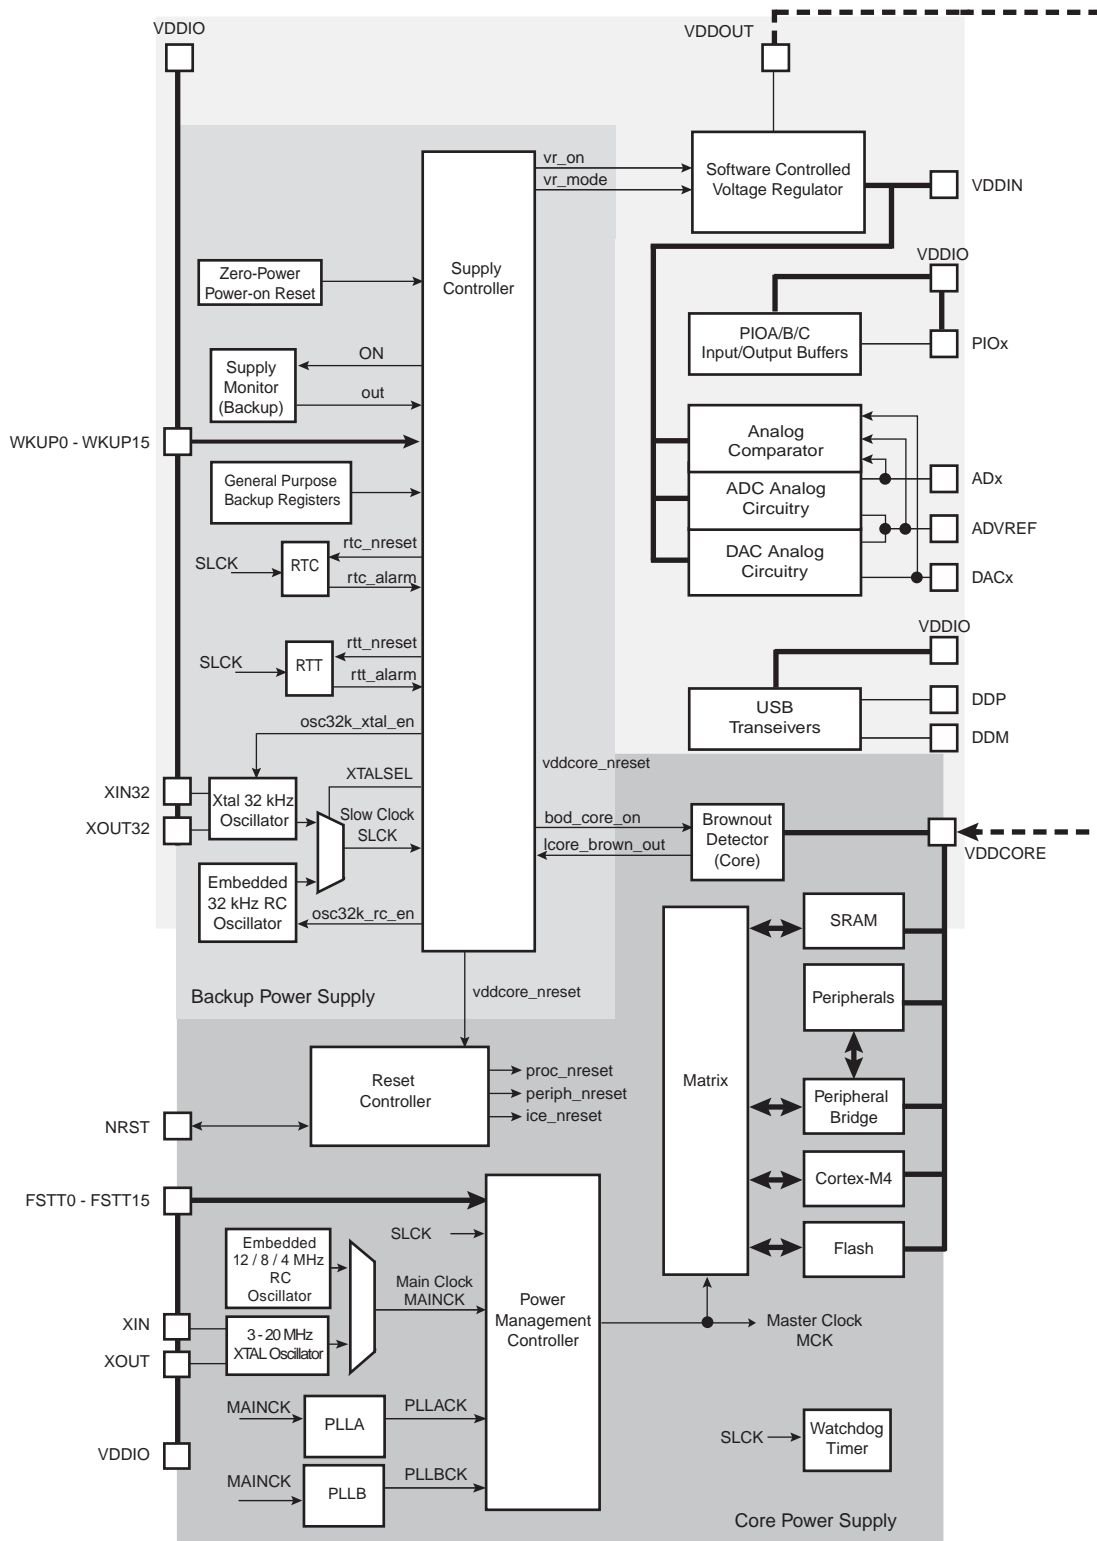 VDDIO
VDDOUT
vr_on
vr_mode
Software Controlled
Voltage Regulator
VDDIN
Supply
Controller
Zero-Power
Power-on Reset
VDDIO
PIOA/B/C
Input/Output Buffers
PIOx
ON
Supply
Monitor
(Backup)
out
WKUP0 - WKUP15
Analog
Comparator
General Purpose
Backup Registers
ADC Analog
Circuitry
ADx
ADVREF
rtc_nreset
SLCK
RTC
rtc_alarm
DAC Analog
Circuitry
DACx
VDDIO
rtt_nreset
SLCK
RTT
rtt_alarm
USB
Transeivers
DDP
DDM
osc32k_xtal_en
vddcore_nreset
XTALSEL
XIN32
XOUT32
Xtal 32 kHz
Oscillator
Slow Clock
SLCK
bod_core_on
lcore_brown_out
Brownout
Detector
(Core)
VDDCORE
Embedded
32 kHz RC
Oscillator
osc32k_rc_en
SRAM
Backup Power Supply
vddcore_nreset
Peripherals
Reset
Controller
proc_nreset
periph_nreset
ice_nreset
Matrix
Peripheral
Bridge
NRST
Cortex-M4
FSTT0 - FSTT15
SLCK
Embedded
12 / 8 / 4 MHz
RC
Oscillator
Flash
Main Clock
MAINCK
Power
Management
Controller
XIN
XOUT
3 - 20 MHz
XTAL Oscillator
Master Clock
MCK
MAINCK
PLLA
PLLACK
VDDIO
SLCK
Watchdog
Timer
MAINCK
PLLB
PLLBCK
Core Power Supply